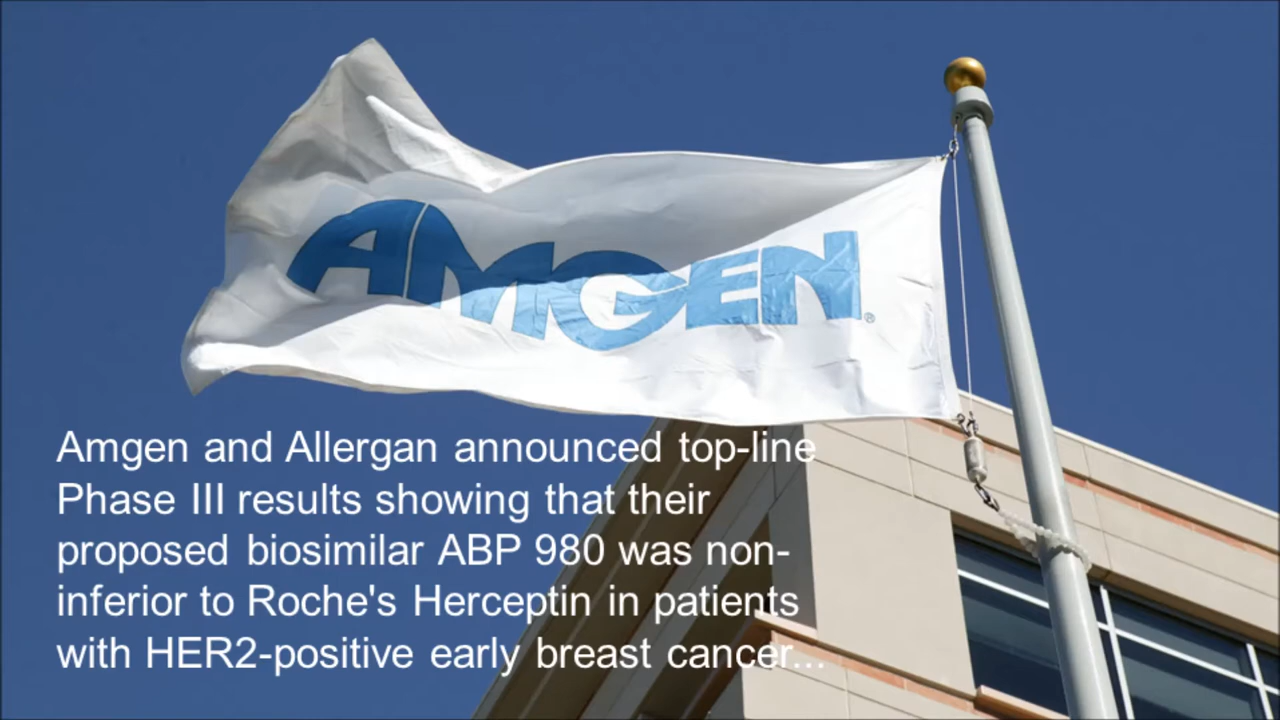 AMGEN®
Amgen and Allergan announced top-line
Phase III results showing that their
proposed biosimilar ABP 980 was non-
inferior to Roche's Herceptin in patients
with HER2-positive early breast cancer...